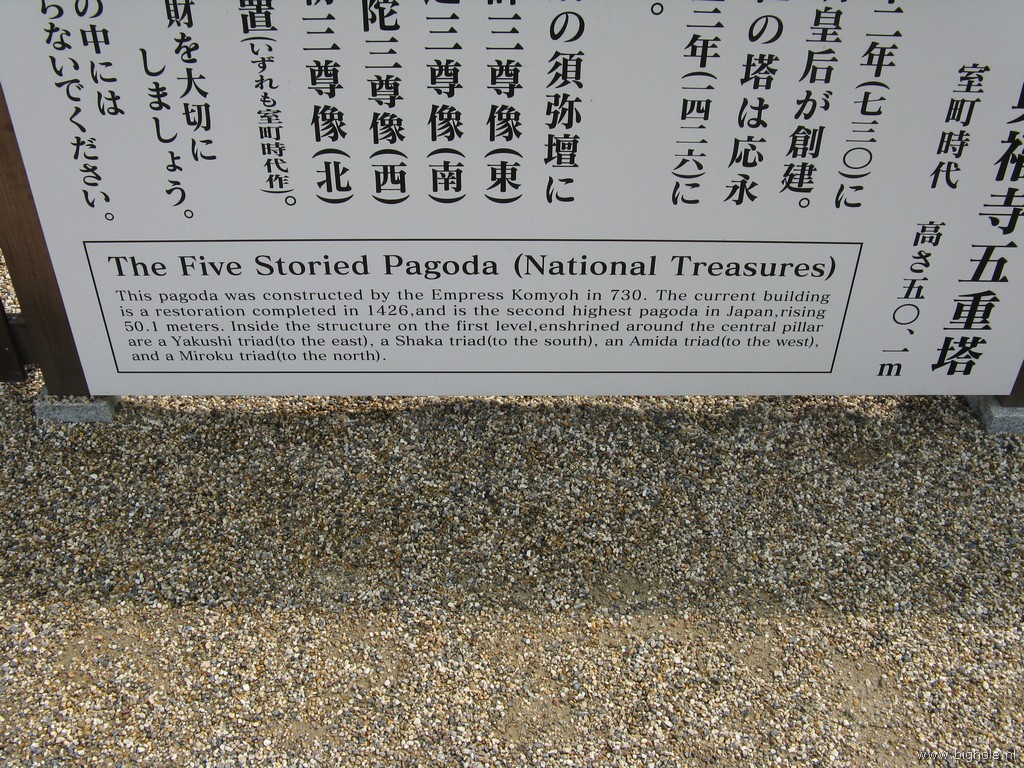 福寺五重塔
室町時代 高さ五〇、一m
二年(七三〇)に
皇后が創建。
の塔は応永
三年(一四二六)に
。
の須弥壇に
三尊像(東)
三尊像(南)
陀三尊像(西)
三尊像(北)
置(いずれも室町時代作)。
財を大切に
しましょう。
の中には
らないでください。
The Five Storied Pagoda (National Treasures)
This pagoda was constructed by the Empress Komyoh in 730. The current building
is a restoration completed in 1426,and is the second highest pagoda in Japan,rising
50.1 meters. Inside the structure on the first level,enshrined around the central pillar
are a Yakushi triad(to the east), a Shaka triad(to the south), an Amida triad(to the west),
and a Miroku triad(to the north).
www.bighole.nl